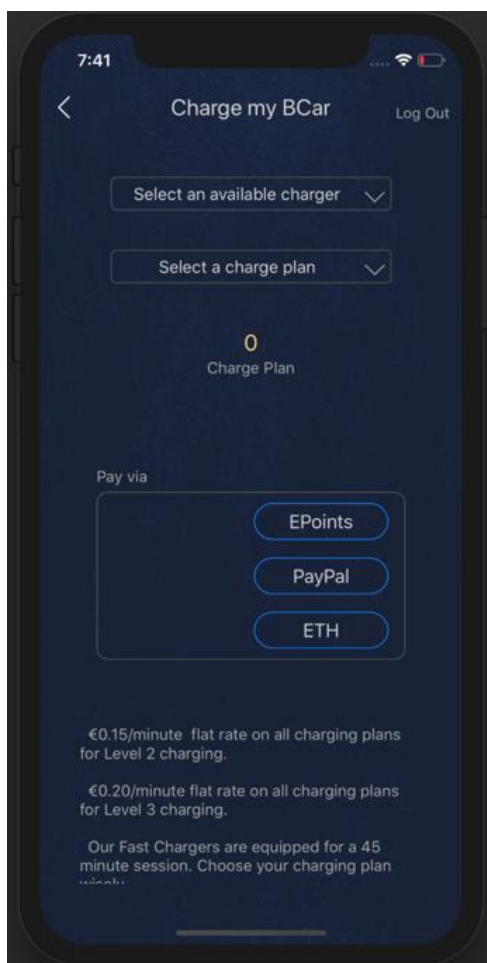 7:41
Charge my BCar
Log Out
Select an available charger
Select a charge plan
0
Charge Plan
Pay via
EPoints
PayPal
ETH
€0.15/minute flat rate on all charging plans
for Level 2 charging.
€0.20/minute flat rate on all charging plans
for Level 3 charging.
Our Fast Chargers are equipped for a 45
minute session. Choose your charging plan